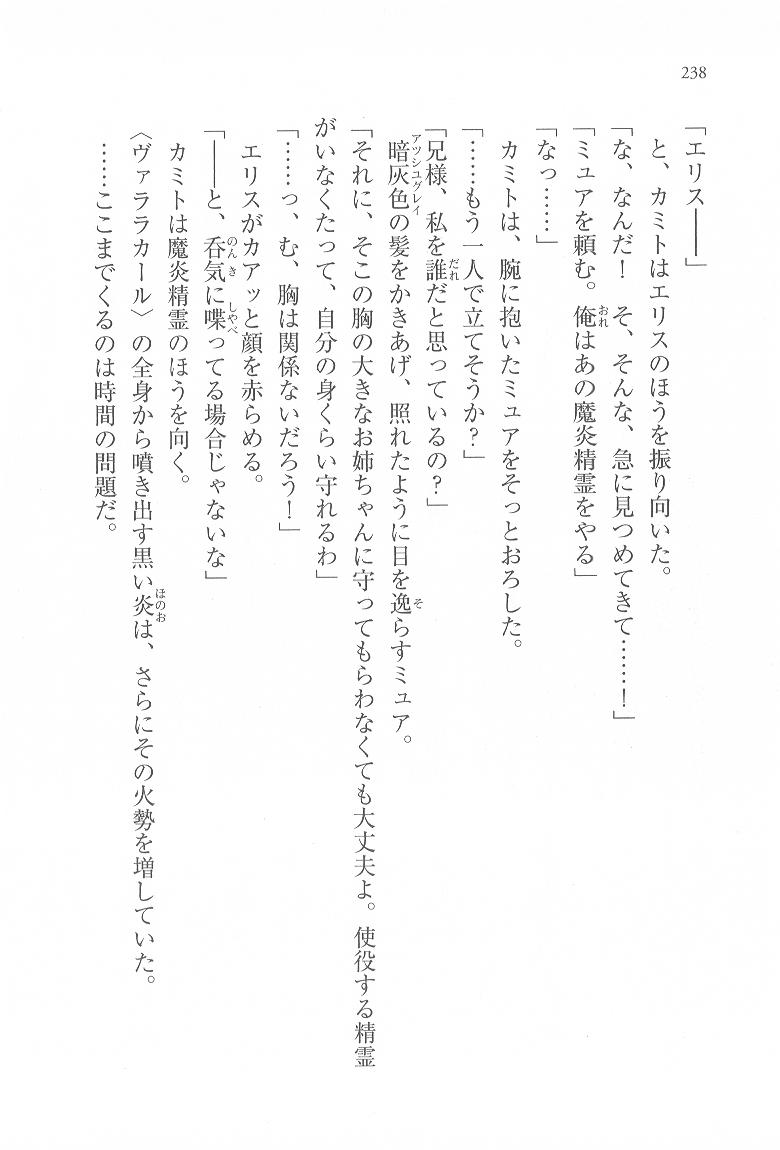 238
「エリス――」
と、カミトはエリスのほうを振り向いた。
「な、なんだ！　そ、そんな、急に見つめてきて……！」
「ミュアを頼む。俺はあの魔炎精霊をやる」
「なっ……」
カミトは、腕に抱いたミュアをそっとおろした。
「……もう一人で立てそうか？」
「兄様、私を誰だと思っているの？」
暗灰色の髪をかきあげ、照れたように目を逸らすミュア。
「それに、そこの胸の大きなお姉ちゃんに守ってもらわなくても大丈夫よ。使役する精霊
がいなくたって、自分の身くらい守れるわ」
「……っ、む、胸は関係ないだろう！」
エリスがカアッと顔を赤らめる。
「――と、呑気に喋ってる場合じゃないな」
カミトは魔炎精霊のほうを向く。
〈ヴァララカール〉の全身から噴き出す黒い炎は、さらにその火勢を増していた。
……ここまでくるのは時間の問題だ。